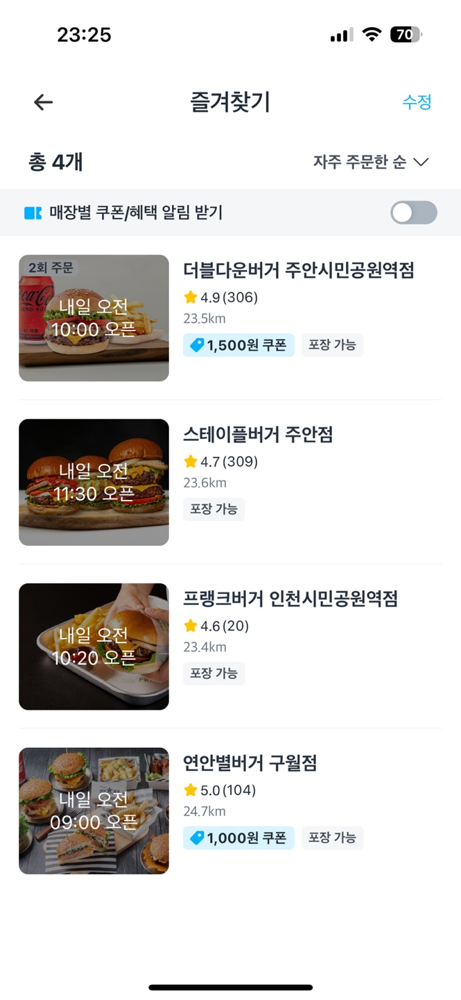 23:25
70
즐겨찾기
수정
총 4개
자주 주문한 순
매장별 쿠폰/혜택 알림 받기
2회 주문
내일 오전
10:00 오픈
더블다운버거 주안시민공원역점
4.9(306)
23.5km
1,500원 쿠폰
포장 가능
내일 오전
11:30 오픈
스테이플버거 주안점
4.7(309)
23.6km
포장 가능
내일 오전
10:20 오픈
프랭크버거 인천시민공원역점
4.6(20)
23.4km
포장 가능
내일 오전
09:00 오픈
연안별버거 구월점
5.0(104)
24.7km
1,000원 쿠폰
포장 가능